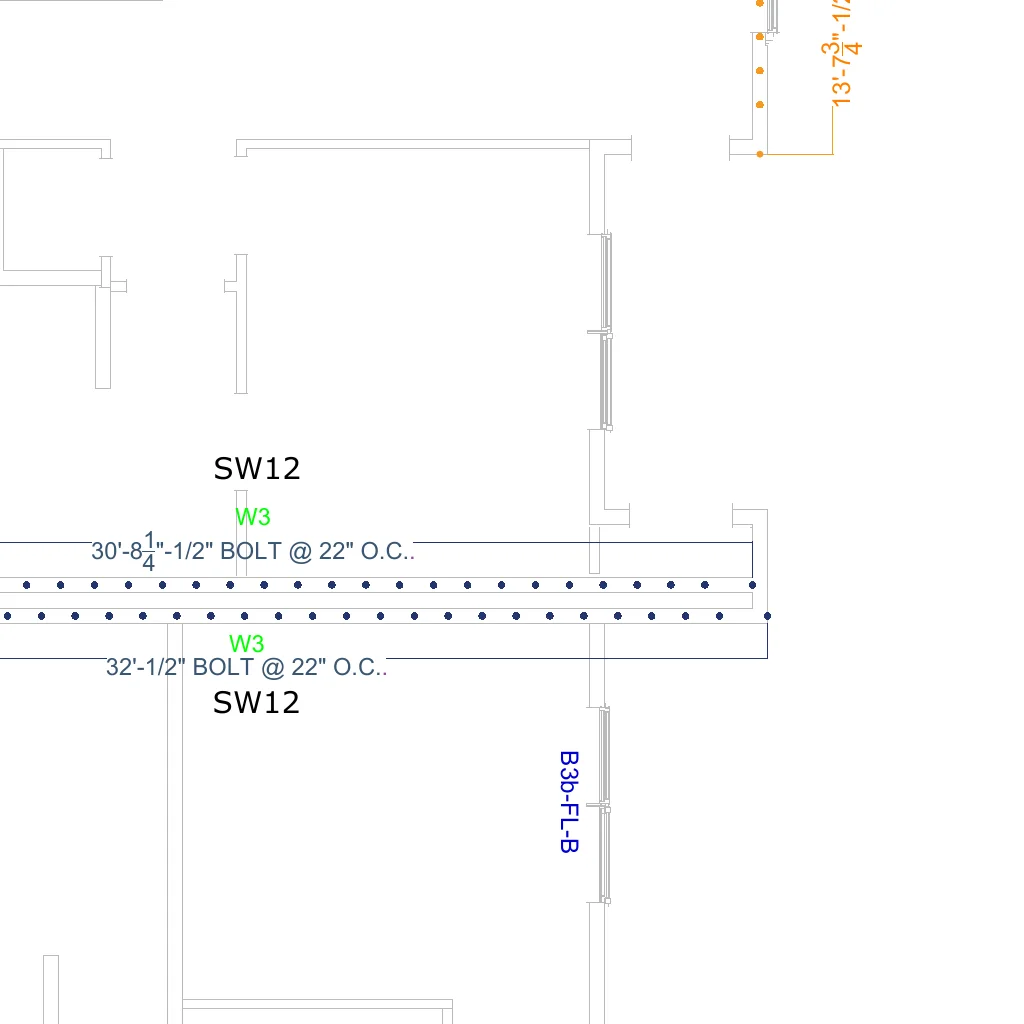 13'-7 3/4"-1/2
SW12
W3
30'-8 1/4"-1/2" BOLT @ 22" O.C..
W3
32'-1/2" BOLT @ 22" O.C..
SW12
B3b-FL-B